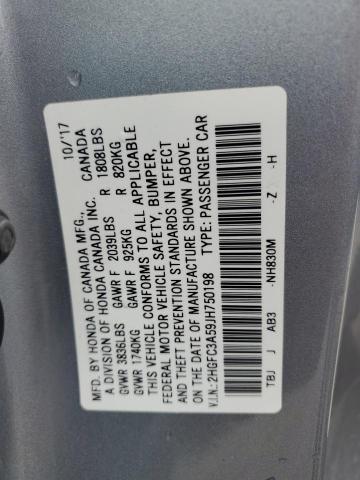 MFD. BY HONDA OF CANADA MFG., 10/'17
A DIVISION OF HONDA CANADA INC. CANADA
GVWR 3836LBS GAWR F 2039LBS R 1808LBS
GVWR 1740KG GAWR F 925KG R 820KG
THIS VEHICLE CONFORMS TO ALL APPLICABLE
FEDERAL MOTOR VEHICLE SAFETY, BUMPER,
AND THEFT PREVENTION STANDARDS IN EFFECT
ON THE DATE OF MANUFACTURE SHOWN ABOVE.
V.I.N.: 2HGFC3A59JH750198 TYPE: PASSENGER CAR
TBJ J AB3 -NH830M -Z -H